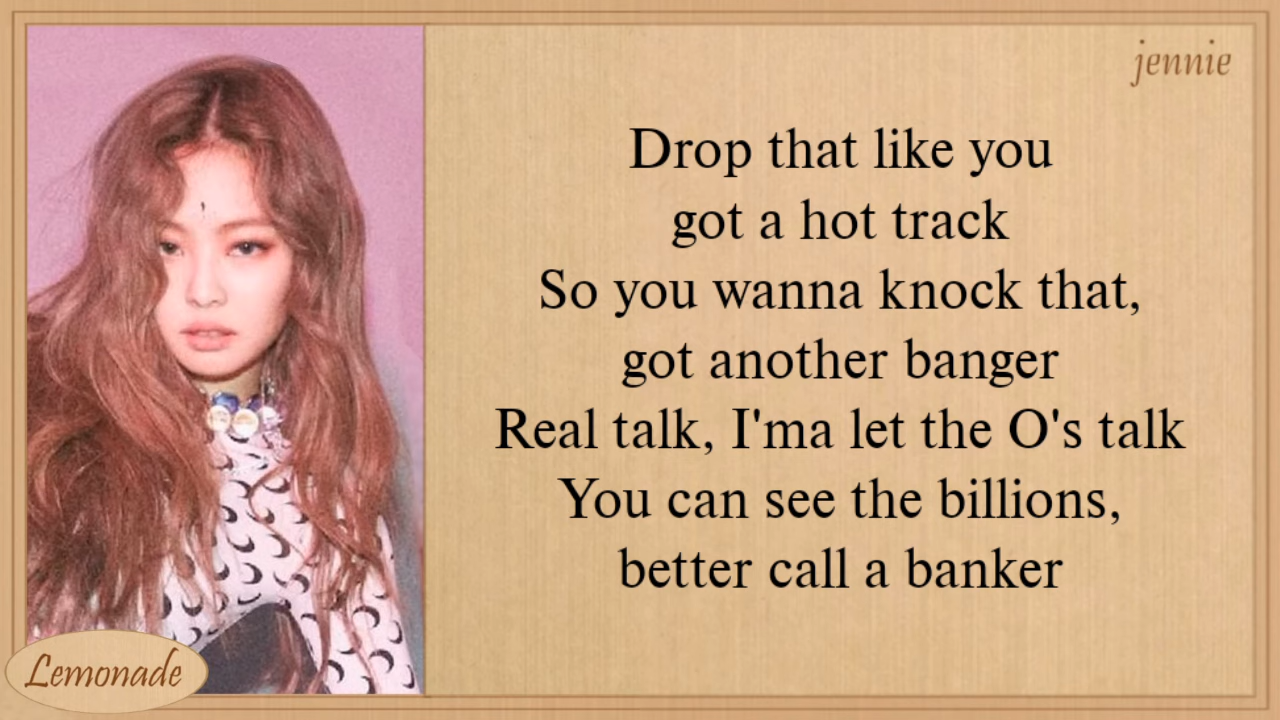 jennie
Drop that like you
got a hot track
So you wanna knock that,
got another banger
Real talk, I'ma let the O's talk
You can see the billions,
better call a banker
Lemonade